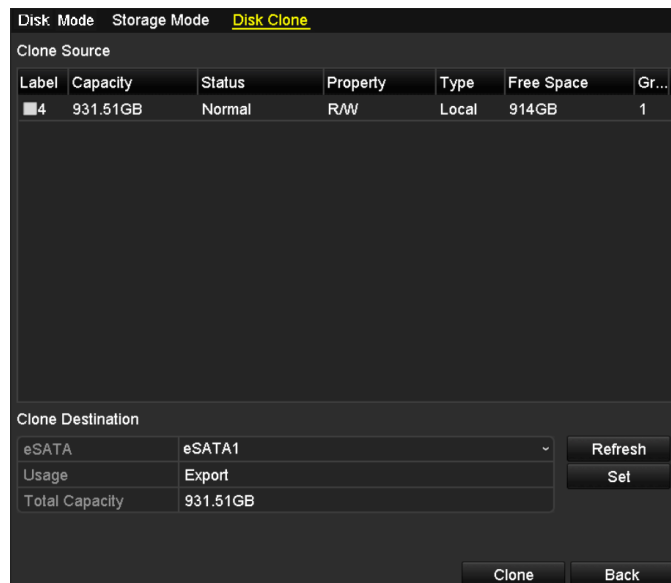 Disk Mode Storage Mode Disk Clone
Clone Source
Label Capacity Status Property Type Free Space Gr...
4 931.51GB Normal R/W Local 914GB 1
Clone Destination
eSATA eSATA1 Refresh
Usage Export Set
Total Capacity 931.51GB
Clone Back